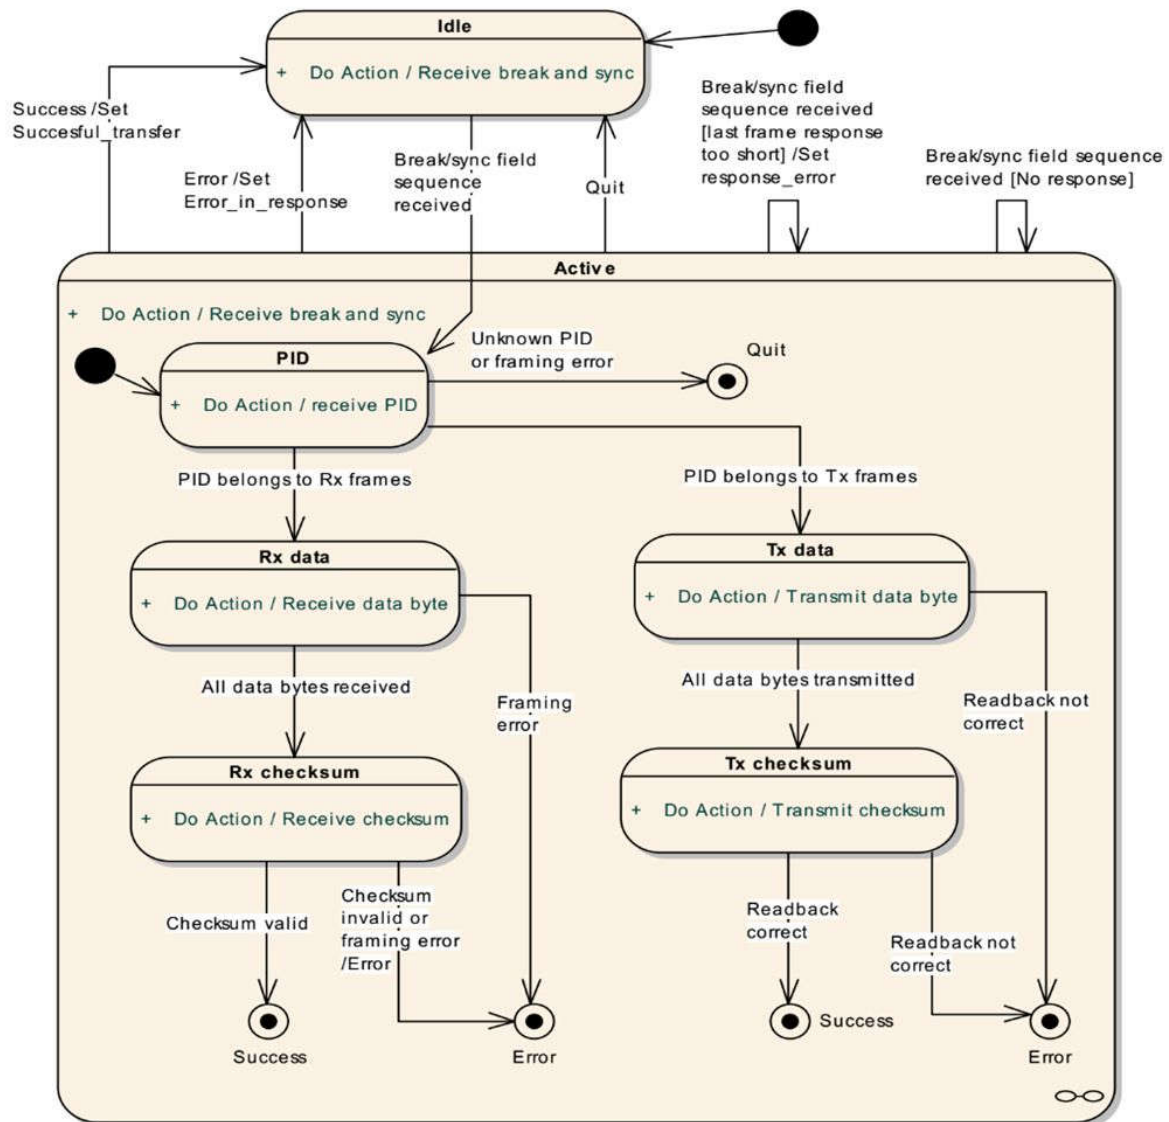 Idle
+ Do Action / Receive break and sync
Success /Set
Succesful_transfer
Error /Set
Error_in_response
Break/sync field
sequence
received
Quit
Break/sync field
sequence received
[last frame response
too short] /Set
response_error
Break/sync field sequence
received [No response]
Active
+ Do Action / Receive break and sync
PID
+ Do Action / receive PID
Unknown PID
or framing error
Quit
PID belongs to Rx frames
PID belongs to Tx frames
Rx data
+ Do Action / Receive data byte
Tx data
+ Do Action / Transmit data byte
All data bytes received
Framing
error
All data bytes transmitted
Readback not
correct
Rx checksum
+ Do Action / Receive checksum
Tx checksum
+ Do Action / Transmit checksum
Checksum valid
Checksum
invalid or
framing error
/Error
Readback
correct
Readback not
correct
Success
Error
Success
Error